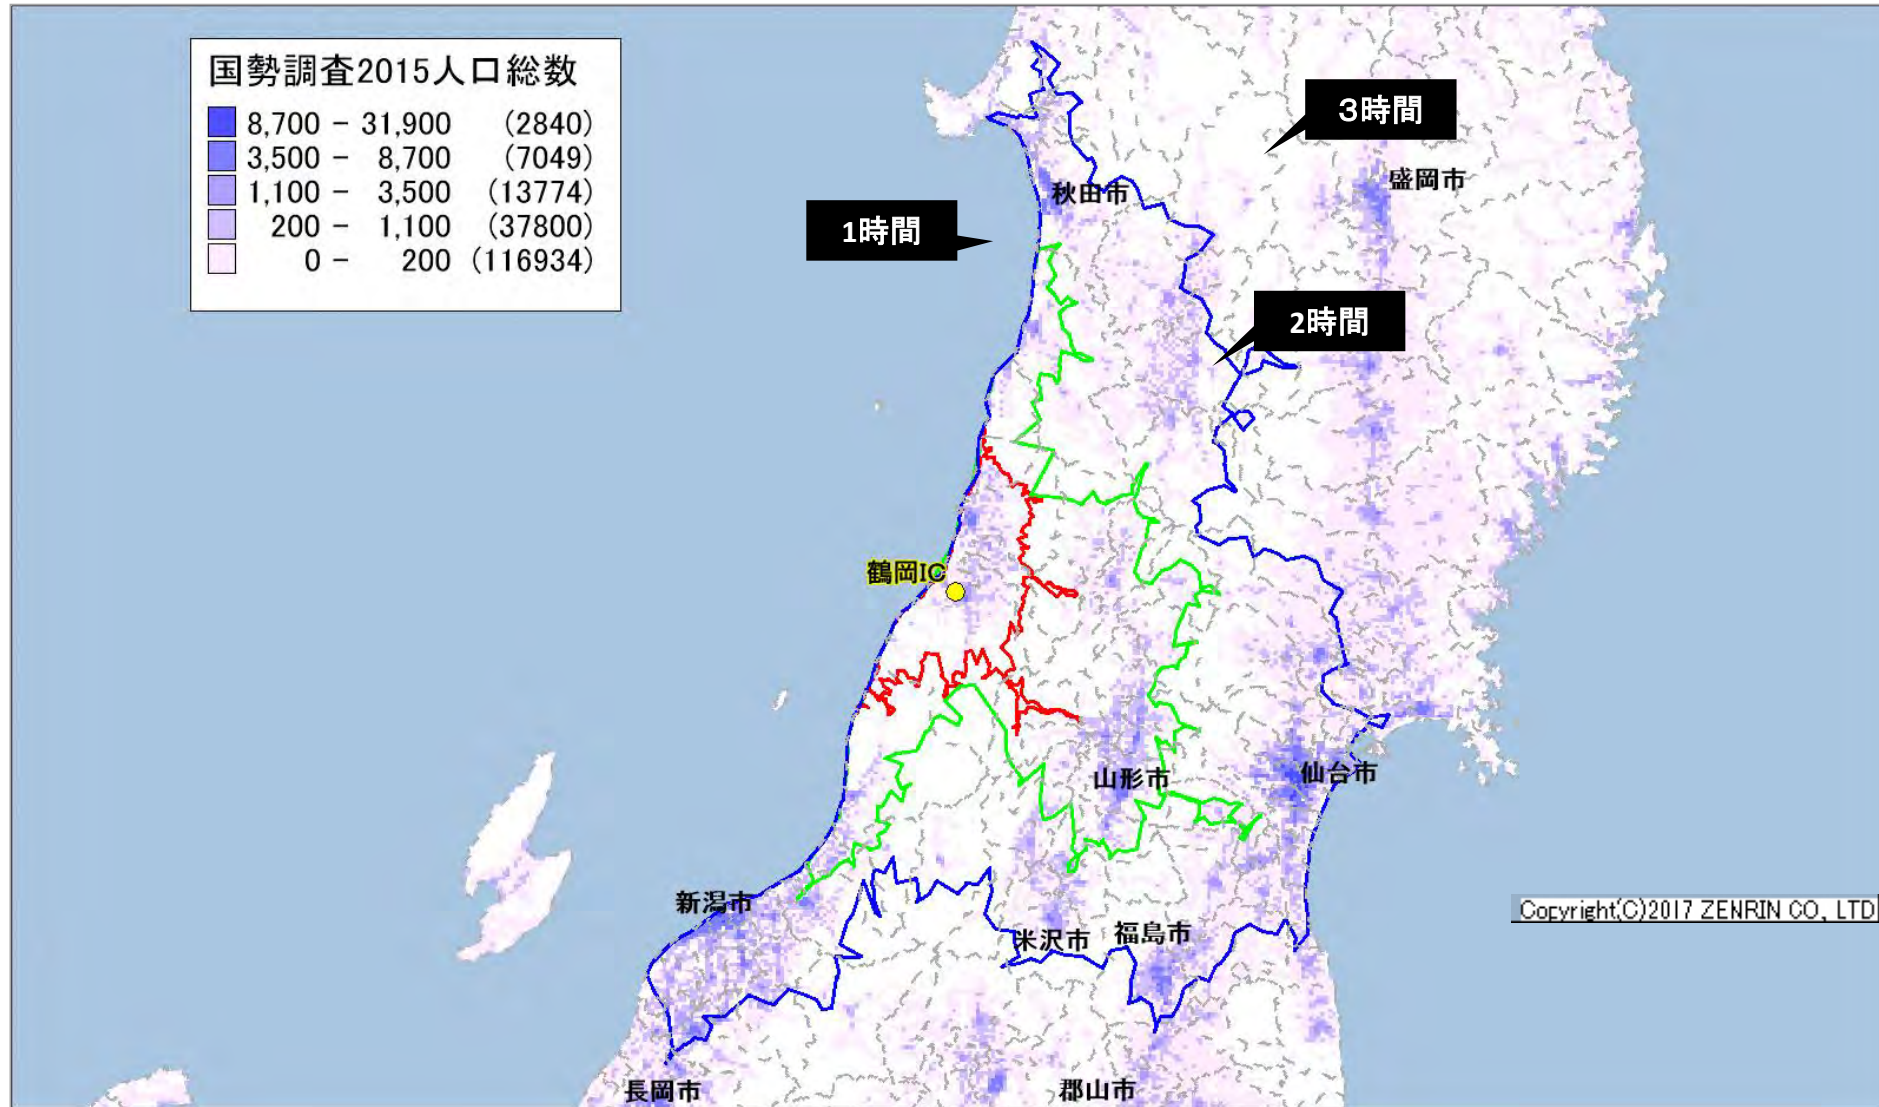 国勢調査2015人口総数
8,700 - 31,900 (2840)
3,500 - 8,700 (7049)
1,100 - 3,500 (13774)
200 - 1,100 (37800)
0 - 200 (116934)
3時間
盛岡市
秋田市
1時間
2時間
鶴岡IC
山形市
仙台市
新潟市
米沢市
福島市
Copyright(C)2017 ZENRIN CO., LTD
長岡市
郡山市